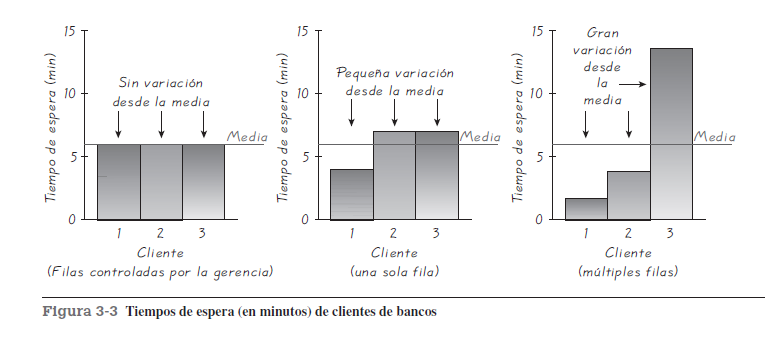 15
10
5
0
Tiempo de espera (min)
Sin variación
desde la media
Media
1 2 3
Cliente
(Filas controladas por la gerencia)
15
10
5
0
Tiempo de espera (min)
Pequeña variación
desde la media
Media
1 2 3
Cliente
(una sola fila)
15
10
5
0
Tiempo de espera (min)
Gran
variación
desde
la
media
Media
1 2 3
Cliente
(múltiples filas)
Figura 3-3 Tiempos de espera (en minutos) de clientes de bancos